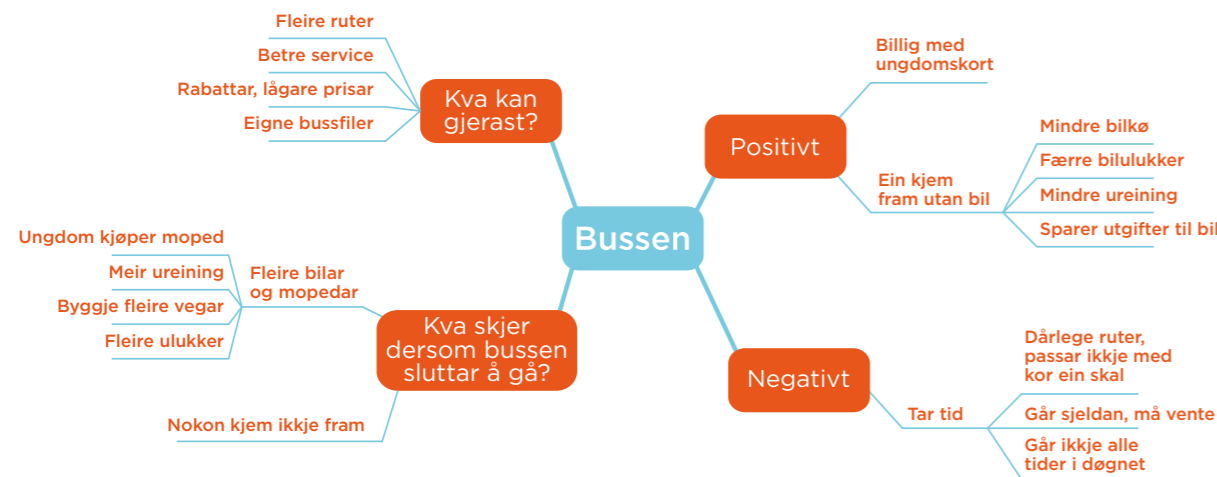 Fleire ruter
Betre service
Rabattar, lågare prisar
Eigne bussfiler
Kva kan
gjerast?
Positivt
Billig med
ungdomskort
Ein kjem
fram utan bil
Mindre bilkø
Færre bilulukker
Mindre ureining
Sparer utgifter til bil
Bussen
Ungdom kjøper moped
Meir ureining
Byggje fleire vegar
Fleire ulukker
Fleire bilar
og mopedar
Kva skjer
dersom bussen
sluttar å gå?
Nokon kjem ikkje fram
Negativt
Tar tid
Dårlege ruter,
passar ikkje med
kor ein skal
Går sjeldan, må vente
Går ikkje alle
tider i døgnet